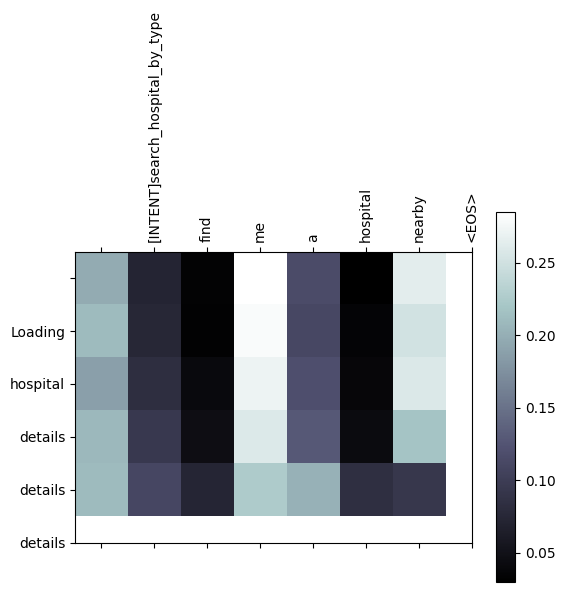 [INTENT]search_hospital_by_type
find
me
a
hospital
nearby
<EOS>
Loading
hospital
details
details
details
0.25
0.20
0.15
0.10
0.05